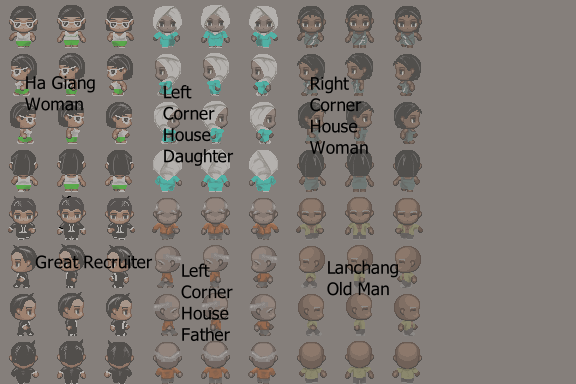 Ha Giang
Woman
Left
Corner
House
Daughter
Right
Corner
House
Woman
Great Recruiter
Left
Corner
House
Father
Lanchang
Old Man